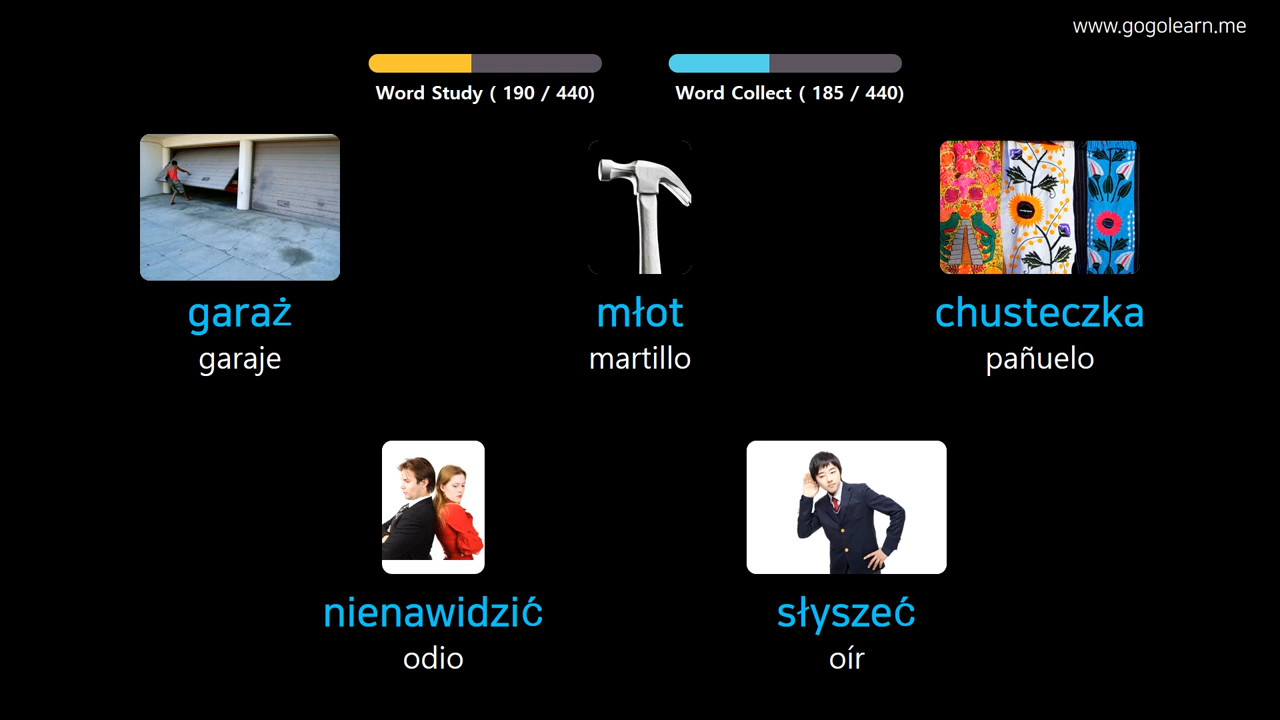 www.gogolearn.me
Word Study ( 190 / 440)
Word Collect ( 185 / 440)
garaż
młot
chusteczka
garaje
martillo
pañuelo
nienawidzić
słyszeć
odio
oír